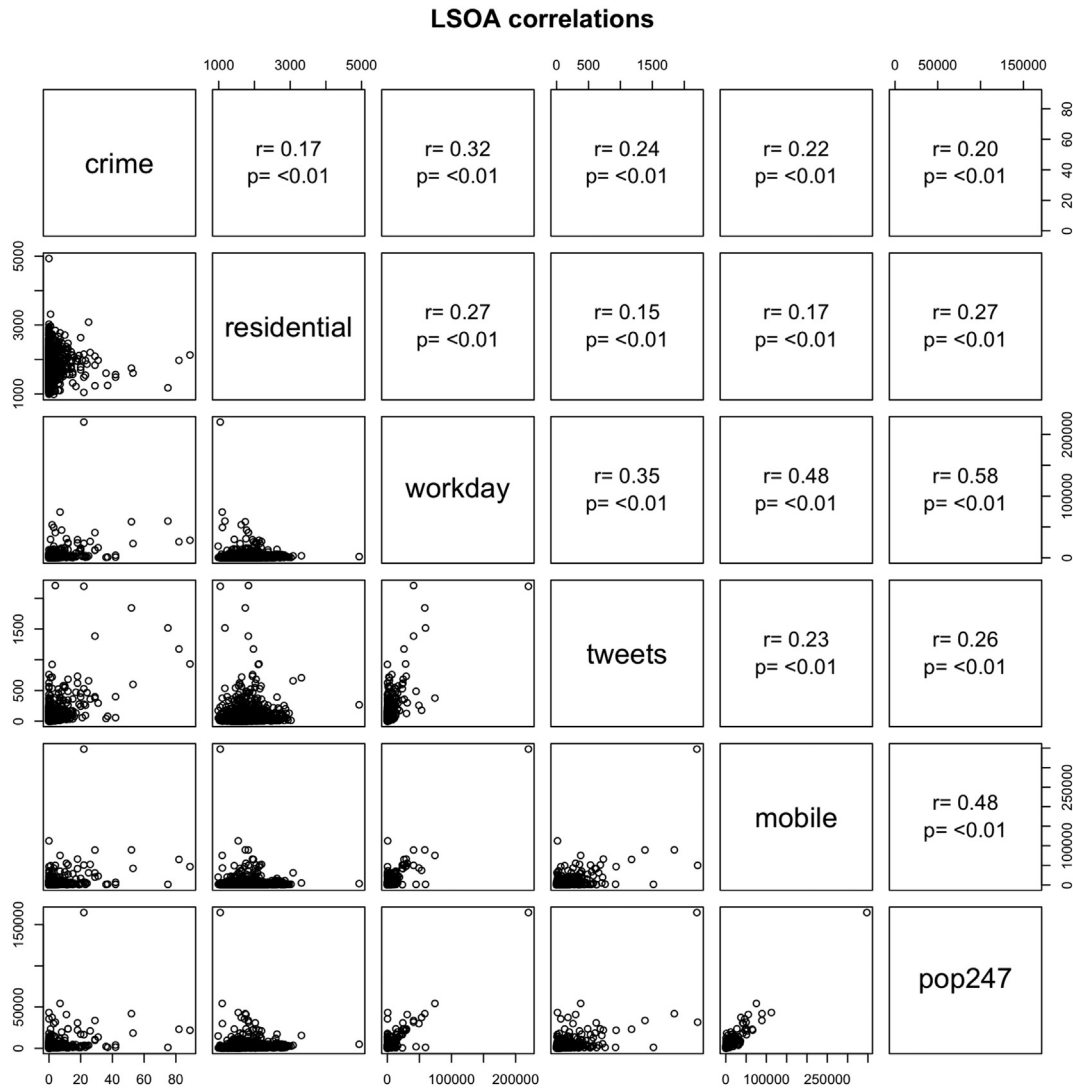 LSOA correlations
1000 3000 5000 0 500 1500 0 50000 150000
crime
r= 0.17
p= <0.01
r= 0.32
p= <0.01
r= 0.24
p= <0.01
r= 0.22
p= <0.01
r= 0.20
p= <0.01
0 20 40 60 80
1000 3000 5000
residential
r= 0.27
p= <0.01
r= 0.15
p= <0.01
r= 0.17
p= <0.01
r= 0.27
p= <0.01
workday
r= 0.35
p= <0.01
r= 0.48
p= <0.01
r= 0.58
p= <0.01
0 100000 200000
0 500 1500
tweets
r= 0.23
p= <0.01
r= 0.26
p= <0.01
mobile
r= 0.48
p= <0.01
0 100000 250000
0 50000 150000
pop247
0 20 40 60 80 0 100000 200000 0 100000 250000